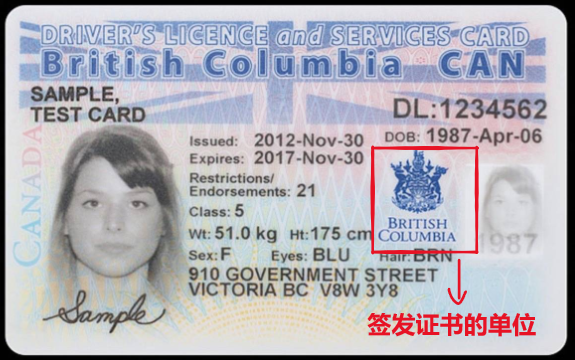 DRIVER'S LICENCE and SERVICES CARD
British Columbia CAN
SAMPLE,
TEST CARD
DL:1234562
Issued: 2012-Nov-30
DOB: 1987-Apr-06
Expires: 2017-Nov-30
Restrictions/
Endorsements: 21
Class: 5
BRITISH
COLUMBIA
Wt: 51.0 kg Ht: 175 cm
1987
Sex: F Eyes: BLU Hair: BRN
910 GOVERNMENT STREET
VICTORIA BC V8W 3Y8
CANADA
Sample
签发证书的单位